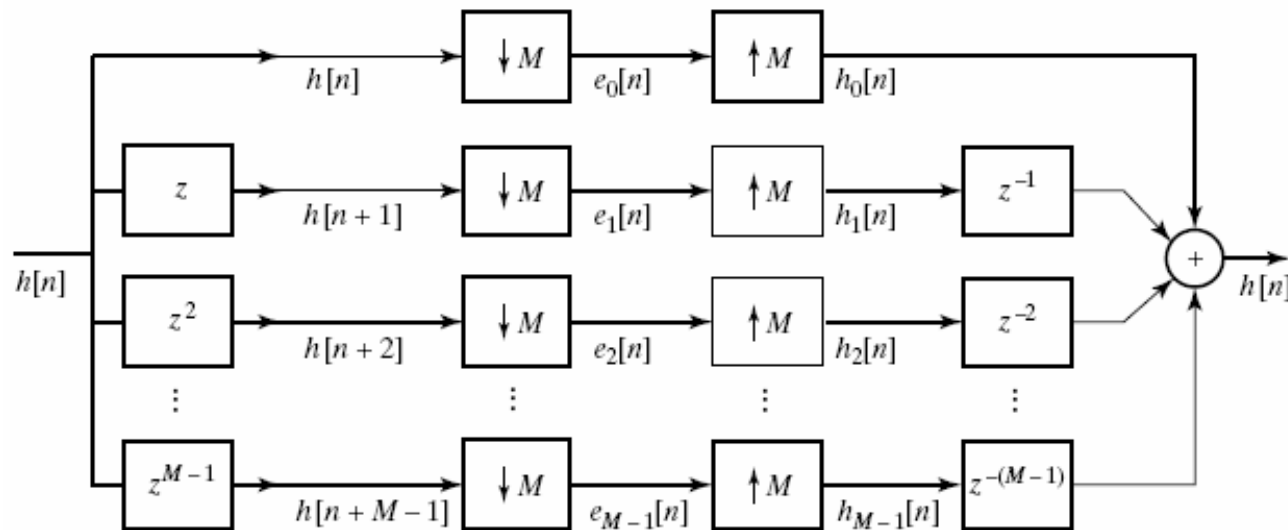 ↓ M ↑ M
h[n] e₀[n] h₀[n]
z ↓ M ↑ M z⁻¹
h[n + 1] e₁[n] h₁[n]
+
h[n] h[n]
z² ↓ M ↑ M z⁻²
h[n + 2] e₂[n] h₂[n]
⋮ ⋮ ⋮ ⋮
z^{M – 1} ↓ M ↑ M z^{–(M – 1)}
h[n + M – 1] e_{M – 1}[n] h_{M – 1}[n]